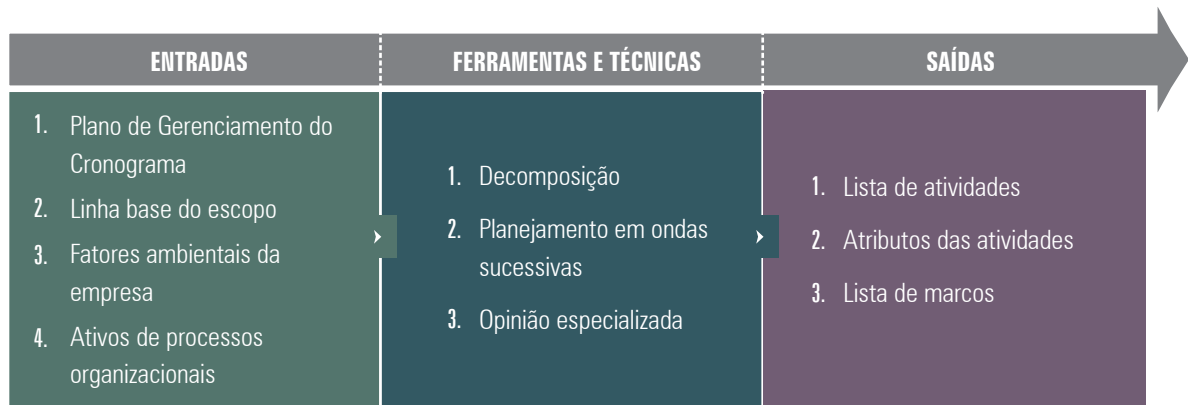 ENTRADAS
FERRAMENTAS E TÉCNICAS
SAÍDAS
1. Plano de Gerenciamento do
Cronograma
2. Linha base do escopo
3. Fatores ambientais da
empresa
4. Ativos de processos
organizacionais
1. Decomposição
2. Planejamento em ondas
sucessivas
3. Opinião especializada
1. Lista de atividades
2. Atributos das atividades
3. Lista de marcos